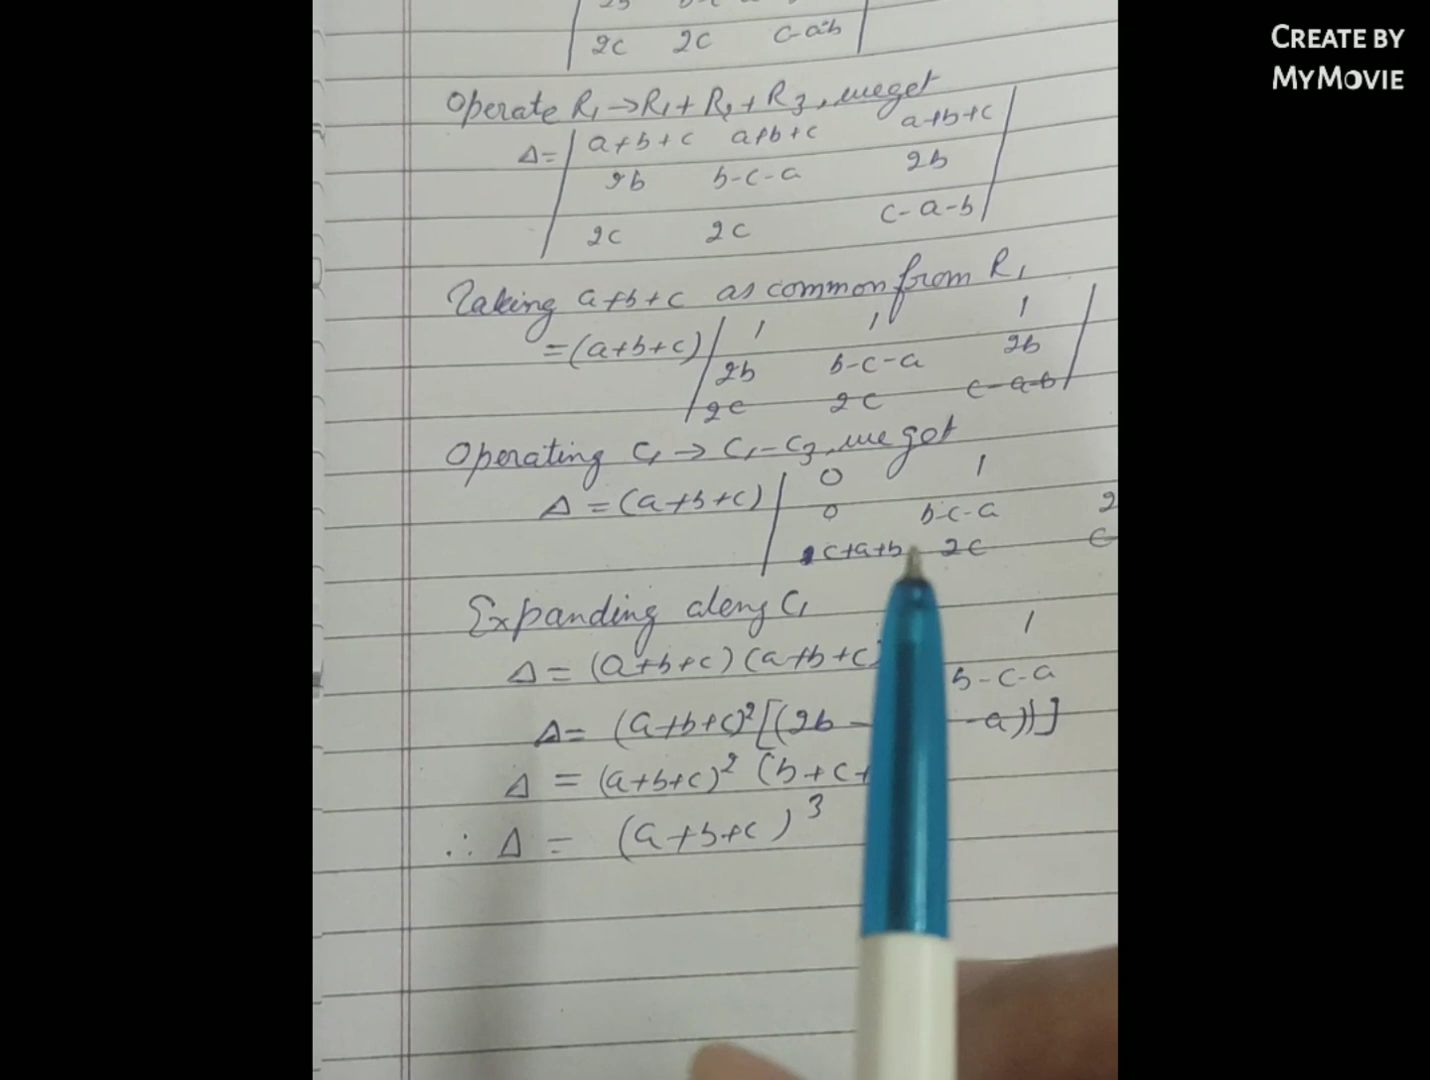 2c 2c c-a-b
Operate R1→R1+R2+R3, we get
Δ= | a+b+c a+b+c a+b+c |
2b b-c-a 2b
2c 2c c-a-b
Taking a+b+c as common from R1
=(a+b+c) | 1 1 1 |
2b b-c-a 2b
2c 2c c-a-b
Operating C1 → C1-C3, we get
Δ = (a+b+c) | 0 1
0 b-c-a 2
c+a+b 2c c
Expanding along C1
1
Δ = (a+b+c)(a+b+c)
b-c-a
Δ= (a+b+c)²[(2b - -a))]
Δ = (a+b+c)² (b+c+
∴ Δ = (a+b+c)³
CREATE BY
MYMOVIE